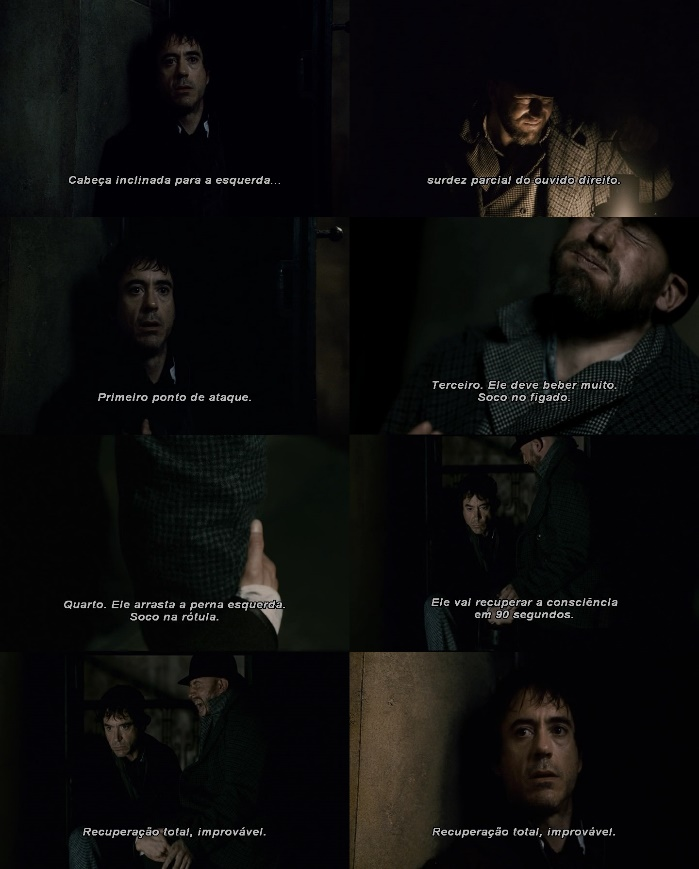 Cabeça inclinada para a esquerda...
surdez parcial do ouvido direito.
Primeiro ponto de ataque.
Terceiro. Ele deve beber muito.
Soco no fígado.
Quarto. Ele arrasta a perna esquerda.
Soco na rótula.
Ele vai recuperar a consciência
em 90 segundos.
Recuperação total, improvável.
Recuperação total, improvável.